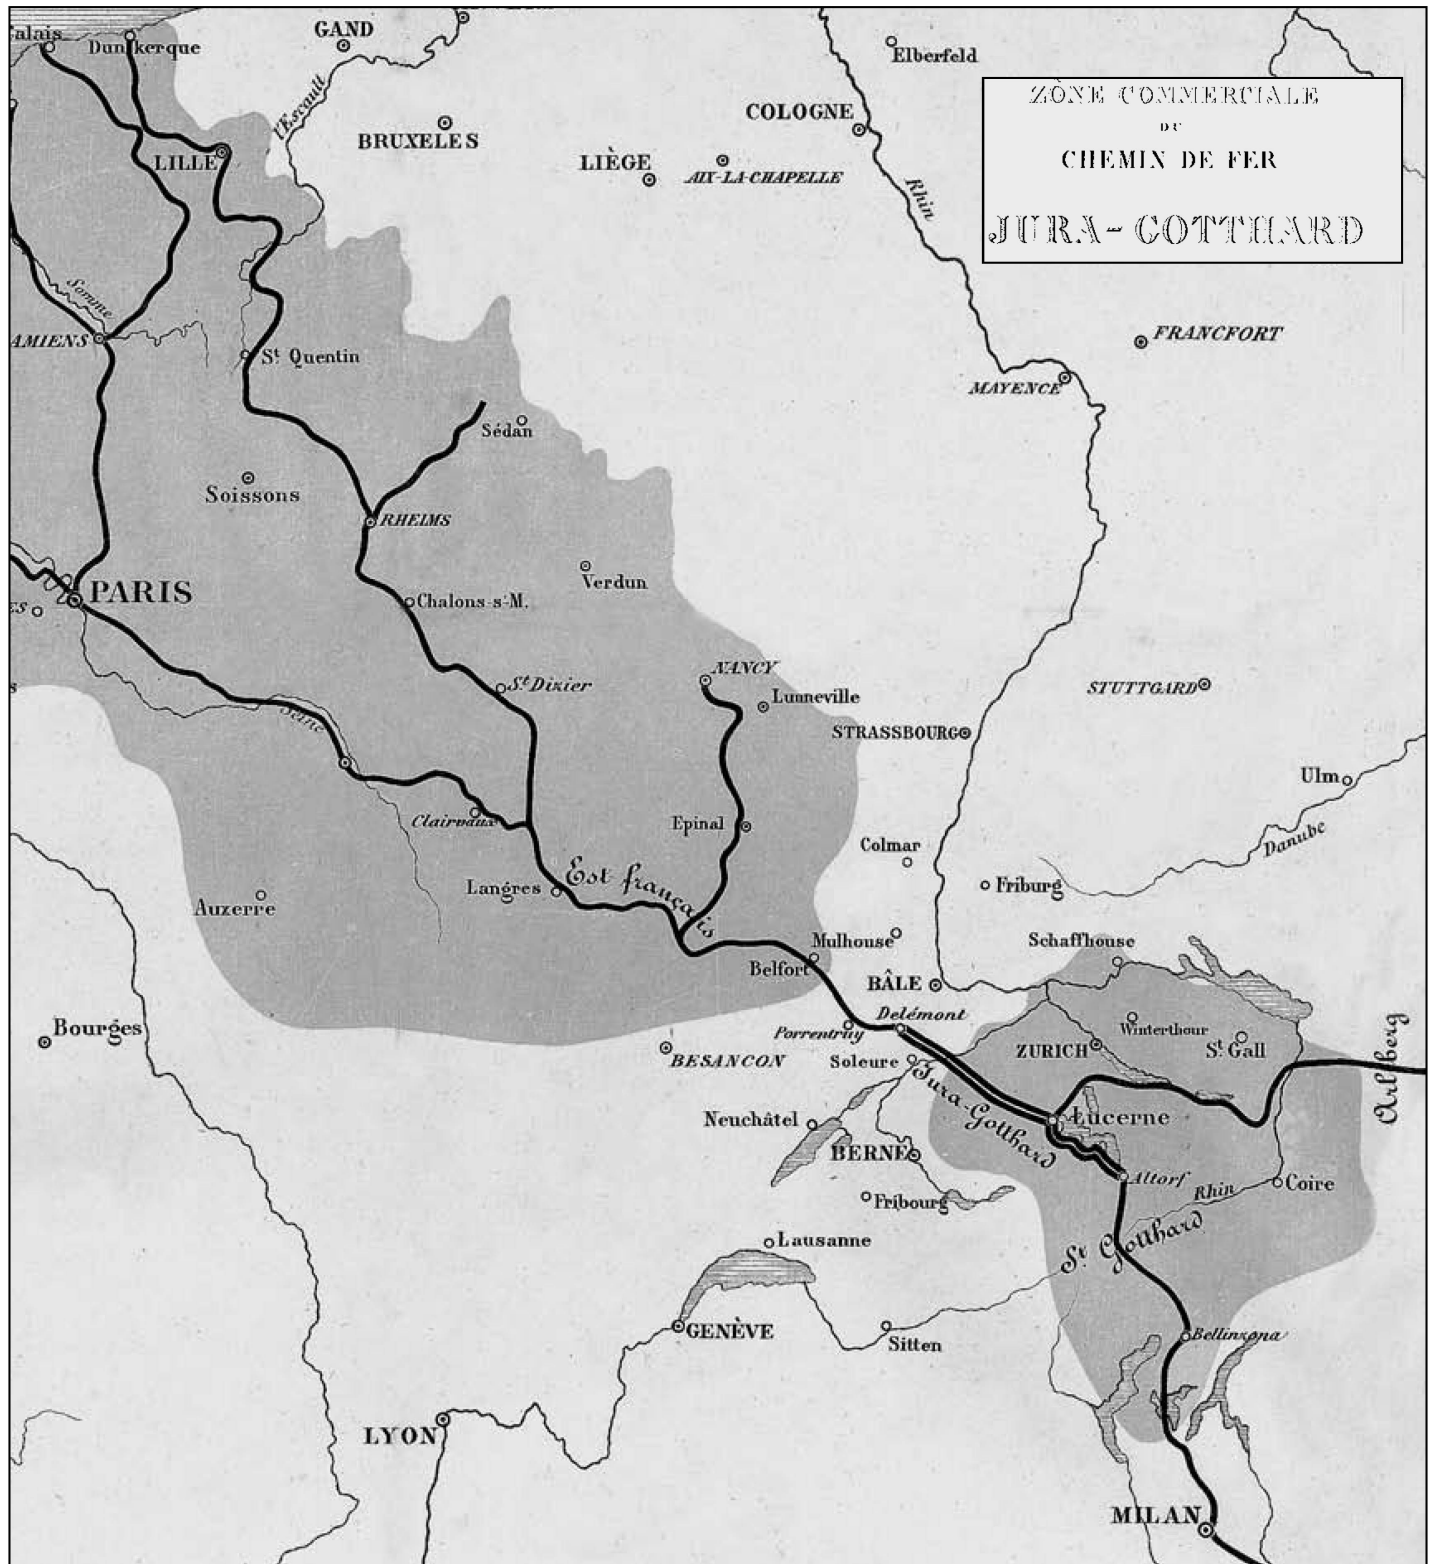 alais
Dunkerque
GAND
Elberfeld
l'Escault
ZÔNE COMMERCIALE
DU
CHEMIN DE FER
JURA-GOTTHARD
COLOGNE
BRUXELES
LILLE
LIÈGE
AIX-LA-CHAPELLE
Rhin
Somme
AMIENS
St Quentin
FRANCFORT
MAYENCE
Sédan
Soissons
RHEIMS
Verdun
PARIS
ES
Chalons-s-M.
s
St Dizier
NANCY
Lunneville
STUTTGARD
Seine
STRASSBOURG
Ulm
Clairvaux
Epinal
Danube
Colmar
Langres
Est français
Friburg
Auzerre
Mulhouse
Schaffhouse
Belfort
BÂLE
Delémont
Bourges
Porrentruy
Winterthour
ZURICH
St Gall
BESANCON
Soleure
Arlberg
Jura-Gotthard
Neuchâtel
Lucerne
BERNE
Altorf
Rhin
Coire
Fribourg
Lausanne
St Gotthard
GENÈVE
Sitten
Bellinzona
LYON
MILAN